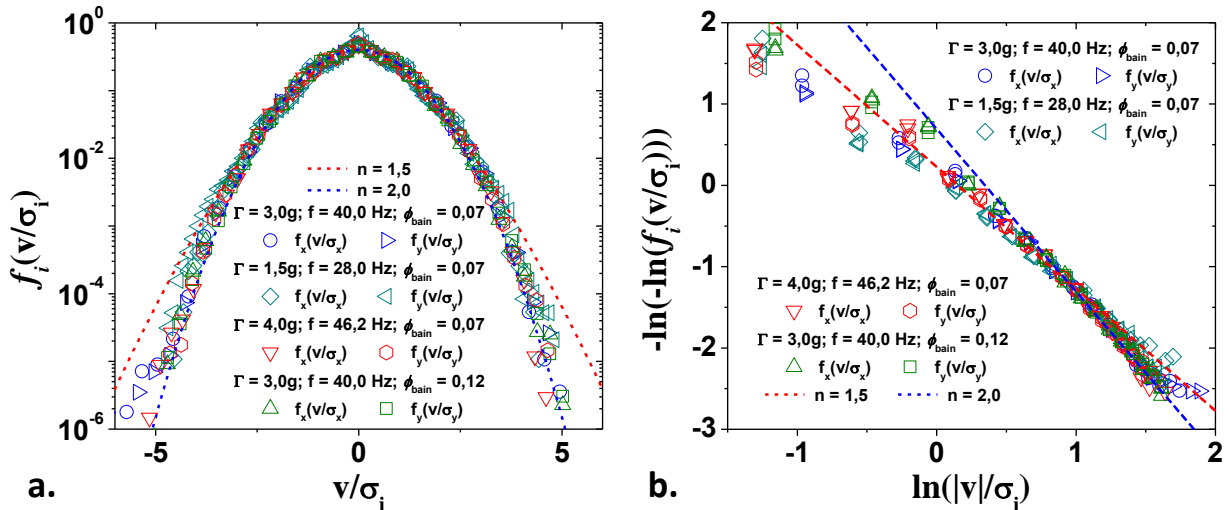 10⁰
10⁻²
10⁻⁴
10⁻⁶
f_i(v/σ_i)
n = 1,5
n = 2,0
Γ = 3,0g; f = 40,0 Hz; ϕ_bain = 0,07
f_x(v/σ_x) f_y(v/σ_y)
Γ = 1,5g; f = 28,0 Hz; ϕ_bain = 0,07
f_x(v/σ_x) f_y(v/σ_y)
Γ = 4,0g; f = 46,2 Hz; ϕ_bain = 0,07
f_x(v/σ_x) f_y(v/σ_y)
Γ = 3,0g; f = 40,0 Hz; ϕ_bain = 0,12
f_x(v/σ_x) f_y(v/σ_y)
-5 0 5
v/σ_i
a.
2
1
0
-1
-2
-3
-ln(-ln(f_i(v/σ_i)))
Γ = 3,0g; f = 40,0 Hz; ϕ_bain = 0,07
f_x(v/σ_x) f_y(v/σ_y)
Γ = 1,5g; f = 28,0 Hz; ϕ_bain = 0,07
f_x(v/σ_x) f_y(v/σ_y)
Γ = 4,0g; f = 46,2 Hz; ϕ_bain = 0,07
f_x(v/σ_x) f_y(v/σ_y)
Γ = 3,0g; f = 40,0 Hz; ϕ_bain = 0,12
f_x(v/σ_x) f_y(v/σ_y)
n = 1,5 n = 2,0
-1 0 1 2
ln(|v|/σ_i)
b.